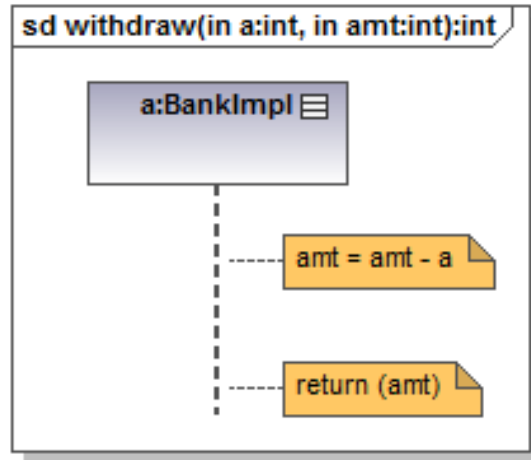 sd withdraw(in a:int, in amt:int):int
a:BankImpl
amt = amt - a
return (amt)